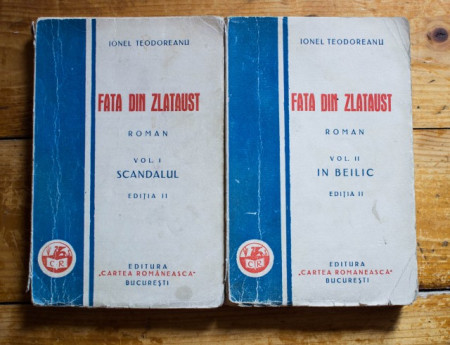 IONEL TEODOREANU
FATA DIN ZLATAUST
ROMAN
VOL. I
SCANDALUL
EDIȚIA II
C.R.
EDITURA
„CARTEA ROMÂNEASCĂ”
BUCUREȘTI
IONEL TEODOREANU
FATA DIN ZLATAUST
ROMAN
VOL. II
IN BEILIC
EDIȚIA II
C.R.
EDITURA
„CARTEA ROMÂNEASCĂ”
BUCUREȘTI